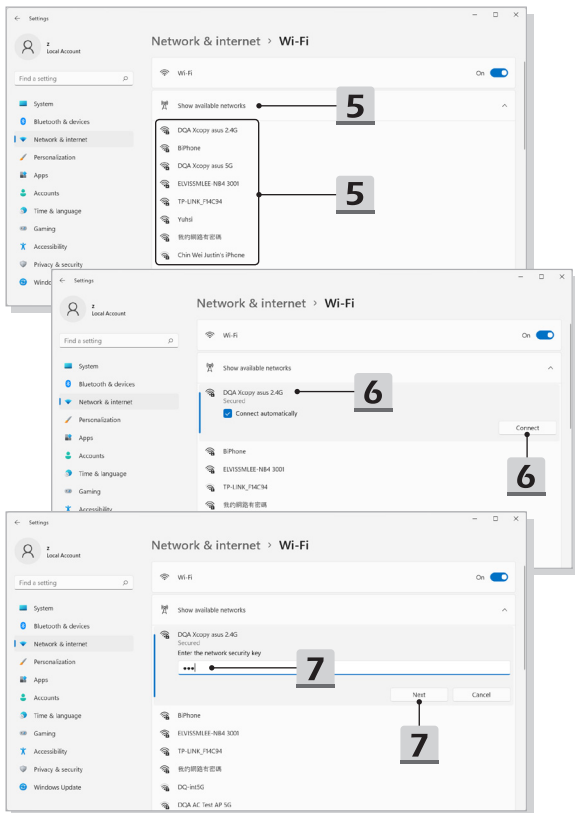 Settings
z
Local Account
Find a setting
System
Bluetooth & devices
Network & internet
Personalization
Apps
Accounts
Time & language
Gaming
Accessibility
Privacy & security
Network & internet > Wi-Fi
Wi-Fi
On
Show available networks
5
DQA Xcopy asus 2.4G
BiPhone
DQA Xcopy asus 5G
ELVISSMLEE-NB4 3001
5
TP-LINK_F14C94
Yuhsi
我的網路有密碼
Chin Wei Justin's iPhone
Settings
z
Local Account
Find a setting
System
Bluetooth & devices
Network & internet
Personalization
Apps
Accounts
Time & language
Gaming
Accessibility
Network & internet > Wi-Fi
Wi-Fi
On
Show available networks
DQA Xcopy asus 2.4G
6
Secured
Connect automatically
Connect
6
BiPhone
ELVISSMLEE-NB4 3001
TP-LINK_F14C94
我的網路有密碼
Settings
z
Local Account
Find a setting
System
Bluetooth & devices
Network & internet
Personalization
Apps
Accounts
Time & language
Gaming
Accessibility
Privacy & security
Windows Update
Network & internet > Wi-Fi
Wi-Fi
On
Show available networks
DQA Xcopy asus 2.4G
Secured
Enter the network security key
7
Next
Cancel
7
BiPhone
ELVISSMLEE-NB4 3001
TP-LINK_F14C94
我的網路有密碼
DQ-int5G
DQA AC Test AP 5G